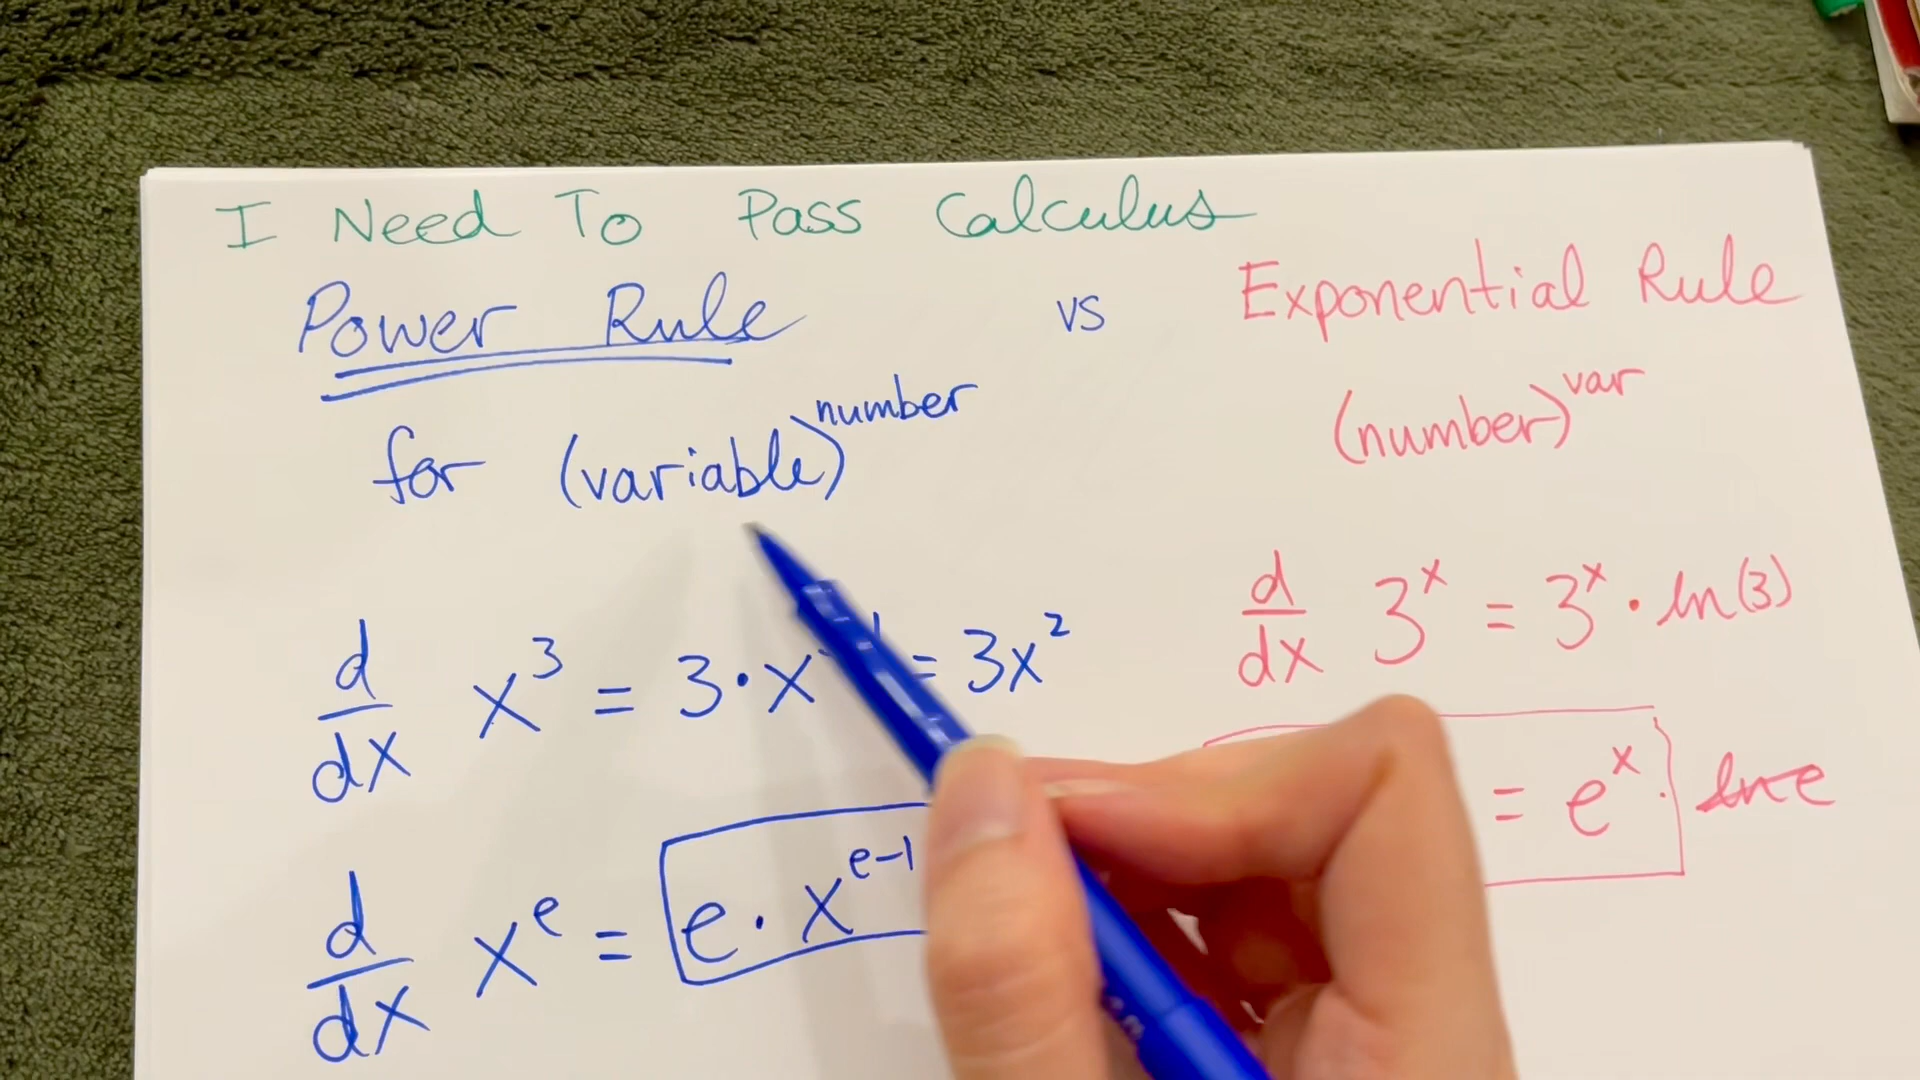 I Need To Pass Calculus
Power Rule vs Exponential Rule
for (variable)^number
(number)^var
d/dx x^3 = 3·x = 3x^2
d/dx 3^x = 3^x · ln(3)
= e^x · ln e
d/dx x^e = e·x^(e-1)